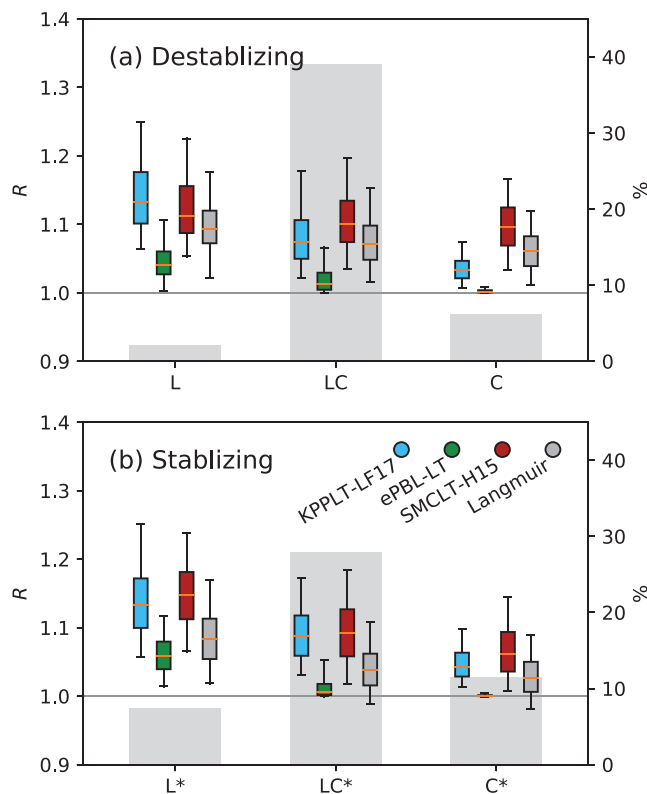 (a) Destablizing
1.4
1.3
1.2
1.1
1.0
0.9
R
40
30
20
10
0
%
L LC C
(b) Stablizing
KPPLT-LF17
ePBL-LT
SMCLT-H15
Langmuir
1.4
1.3
1.2
1.1
1.0
0.9
R
40
30
20
10
0
%
L* LC* C*